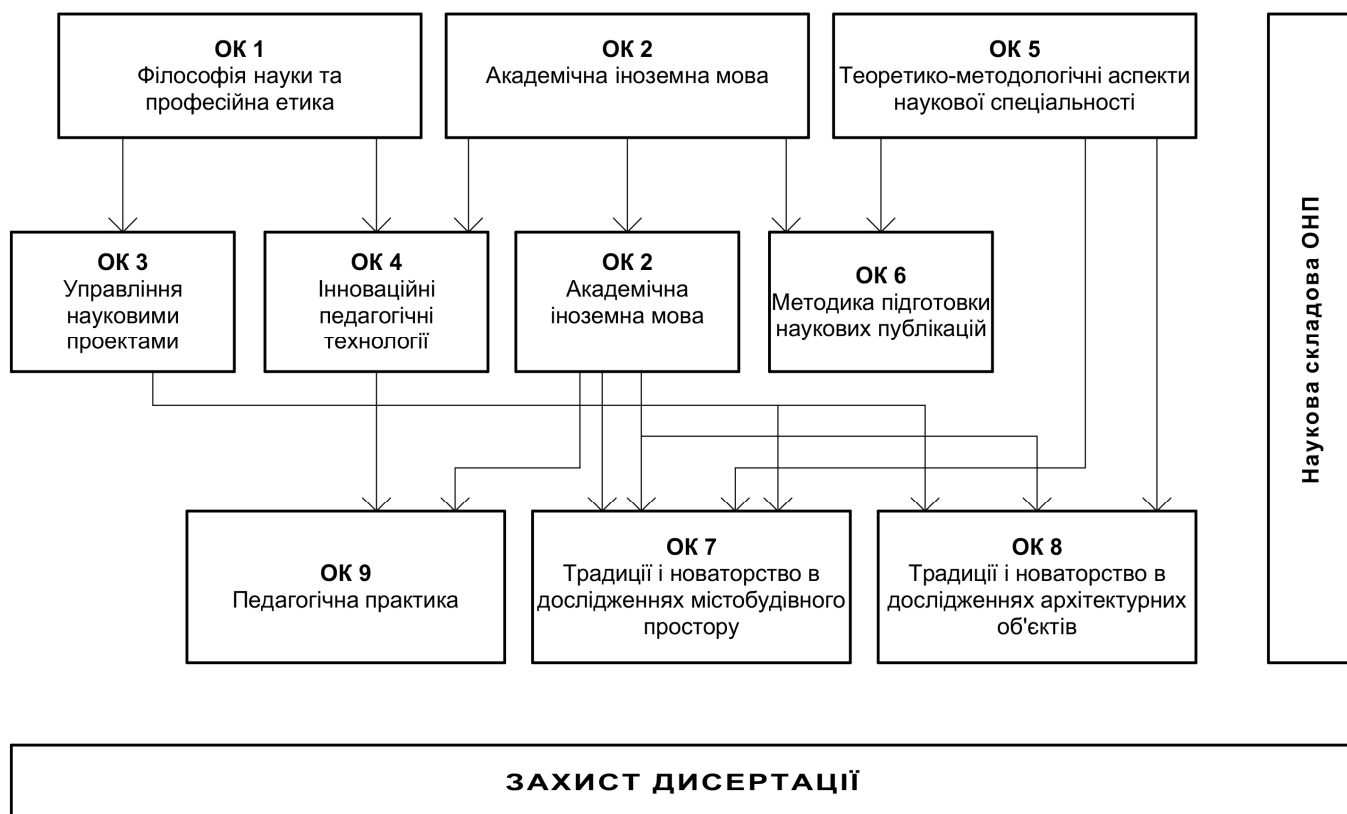 ОК 1
Філософія науки та
професійна етика
ОК 2
Академічна іноземна мова
ОК 5
Теоретико-методологічні аспекти
наукової спеціальності
ОК 3
Управління
науковими
проектами
ОК 4
Інноваційні
педагогічні
технології
ОК 2
Академічна
іноземна мова
ОК 6
Методика підготовки
наукових публікацій
ОК 9
Педагогічна практика
ОК 7
Традиції і новаторство в
дослідженнях містобудівного
простору
ОК 8
Традиції і новаторство в
дослідженнях архітектурних
об'єктів
Наукова складова ОНП
ЗАХИСТ ДИСЕРТАЦІЇ